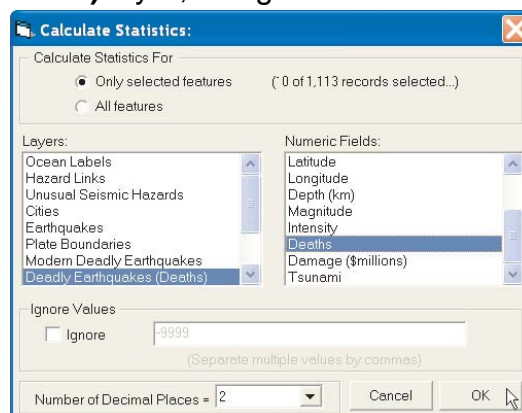 Calculate Statistics:
Calculate Statistics For
Only selected features (10 of 1,113 records selected...)
All features
Layers:
Ocean Labels
Hazard Links
Unusual Seismic Hazards
Cities
Earthquakes
Plate Boundaries
Modern Deadly Earthquakes
Deadly Earthquakes (Deaths)
Numeric Fields:
Latitude
Longitude
Depth (km)
Magnitude
Intensity
Deaths
Damage ($millions)
Tsunami
Ignore Values
Ignore -9999
(Separate multiple values by commas)
Number of Decimal Places = 2 Cancel OK